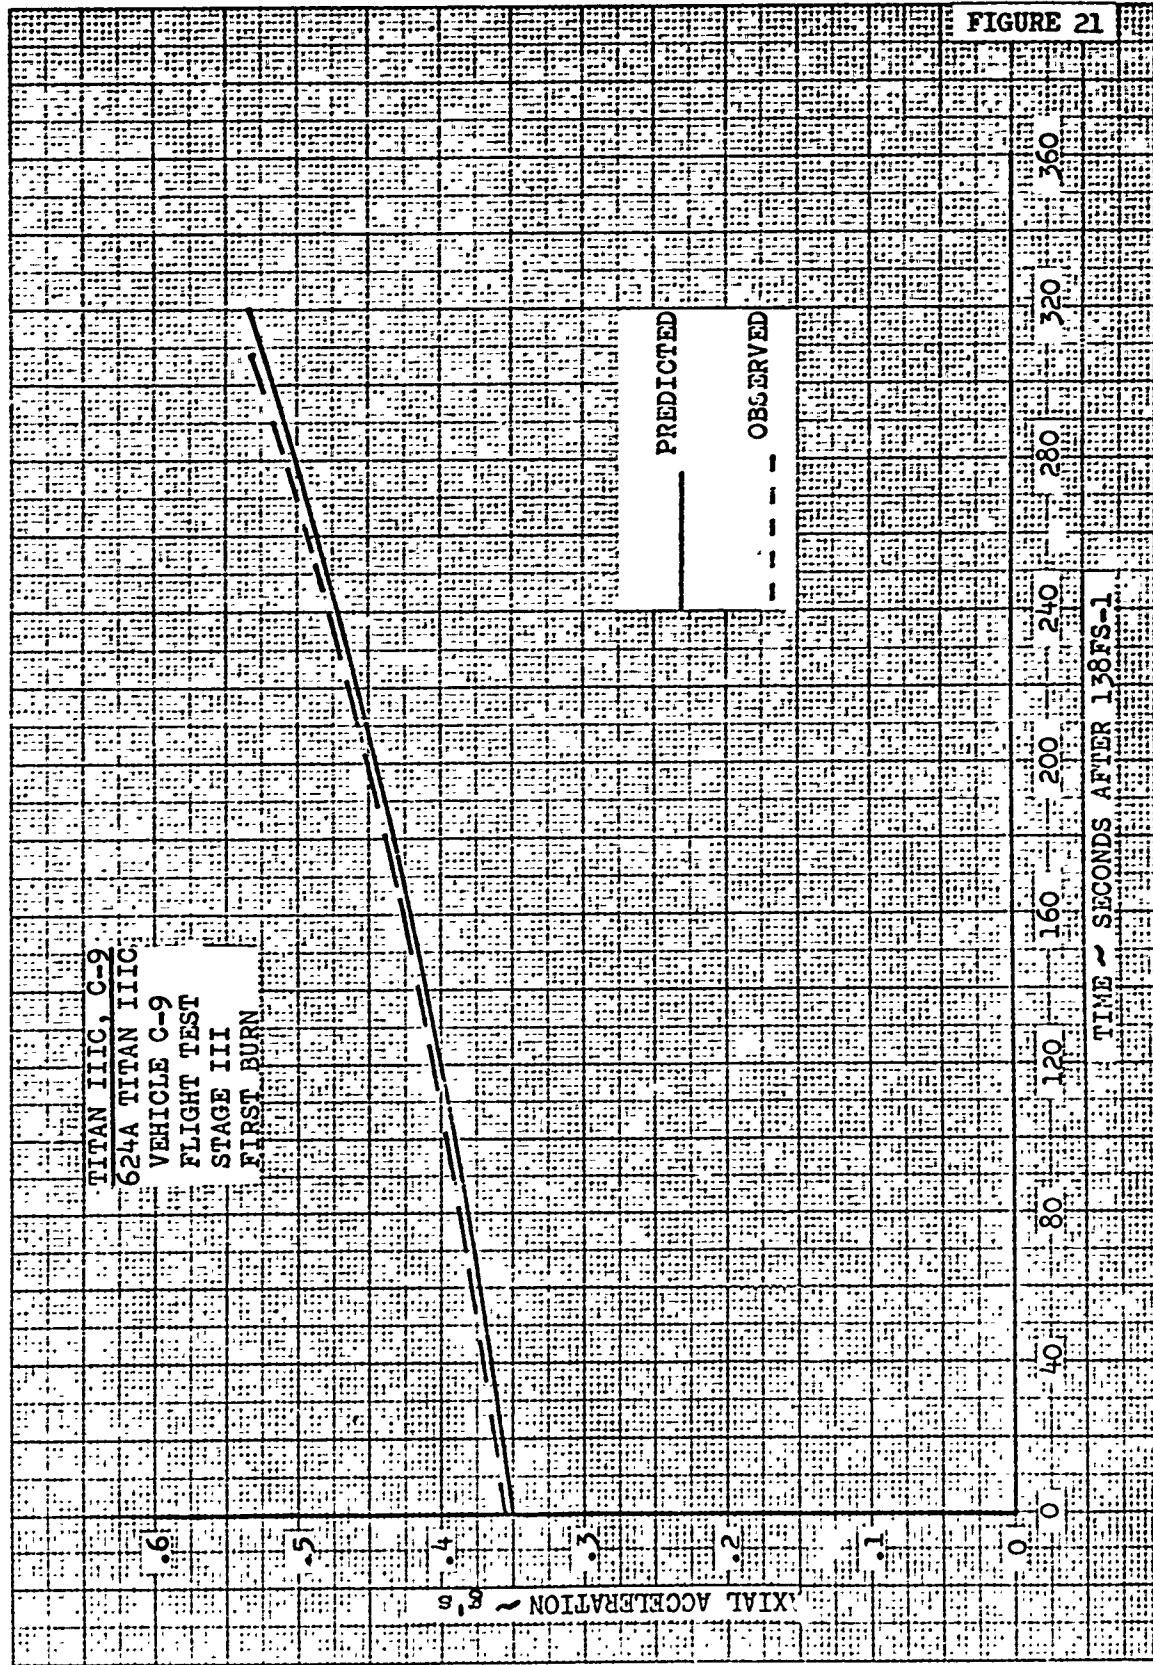 FIGURE 21
TITAN IIIC, C-9
624A TITAN IIIC
VEHICLE C-9
FLIGHT TEST
STAGE III
FIRST BURN
AXIAL ACCELERATION ~ g's
.6
.5
.4
.3
.2
.1
0
PREDICTED
OBSERVED
0 40 80 120 160 200 240 280 320 360
TIME ~ SECONDS AFTER 138FS-1